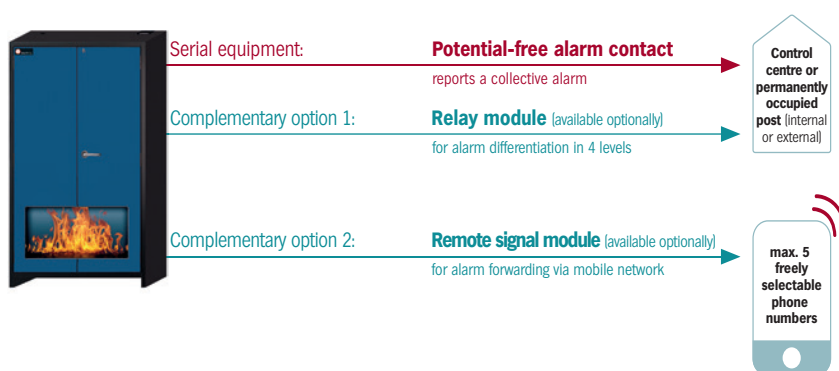 Serial equipment:
Potential-free alarm contact
reports a collective alarm
Complementary option 1:
Relay module (available optionally)
for alarm differentiation in 4 levels
Control
centre or
permanently
occupied
post (internal
or external)
Complementary option 2:
Remote signal module (available optionally)
for alarm forwarding via mobile network
max. 5
freely
selectable
phone
numbers